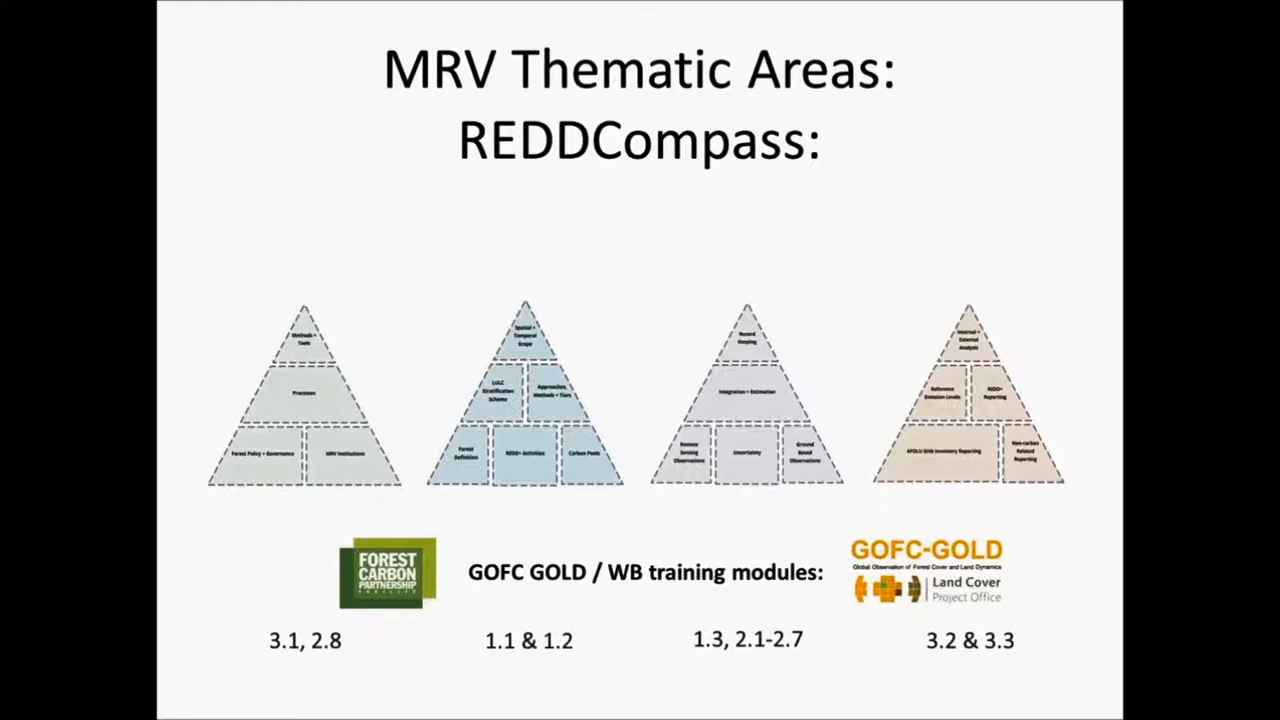 MRV Thematic Areas:
REDDCompass:
Methods +
Tools
Processes
Forest Policy + Governance
MRV Institutions
Spatial +
Temporal
Scope
LULC
Stratification
Scheme
Approaches,
Methods + Tiers
Forest
Definition
REDD+ Activities
Carbon Pools
Record
Keeping
Integration + Estimation
Remote
Sensing
Observations
Uncertainty
Ground
Based
Observations
Internal +
External
Analysis
Reference
Emission Levels
REDD+
Reporting
AFOLU GHG Inventory Reporting
Non-carbon
Related
Reporting
FOREST
CARBON
PARTNERSHIP
FACILITY
GOFC GOLD / WB training modules:
GOFC-GOLD
Global Observation of Forest Cover and Land Dynamics
Land Cover
Project Office
3.1, 2.8
1.1 & 1.2
1.3, 2.1-2.7
3.2 & 3.3